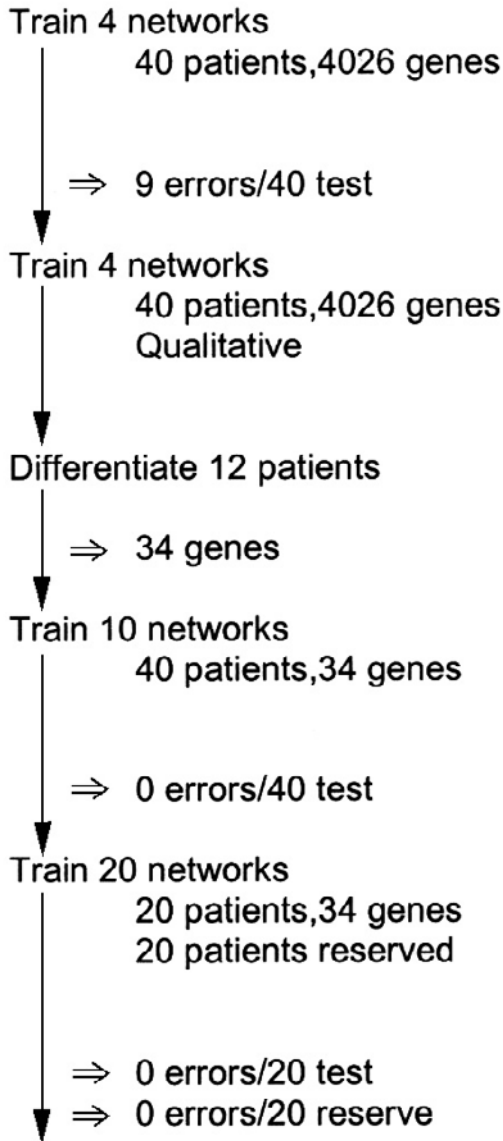 Train 4 networks
40 patients,4026 genes
⇒ 9 errors/40 test
Train 4 networks
40 patients,4026 genes
Qualitative
Differentiate 12 patients
⇒ 34 genes
Train 10 networks
40 patients,34 genes
⇒ 0 errors/40 test
Train 20 networks
20 patients,34 genes
20 patients reserved
⇒ 0 errors/20 test
⇒ 0 errors/20 reserve